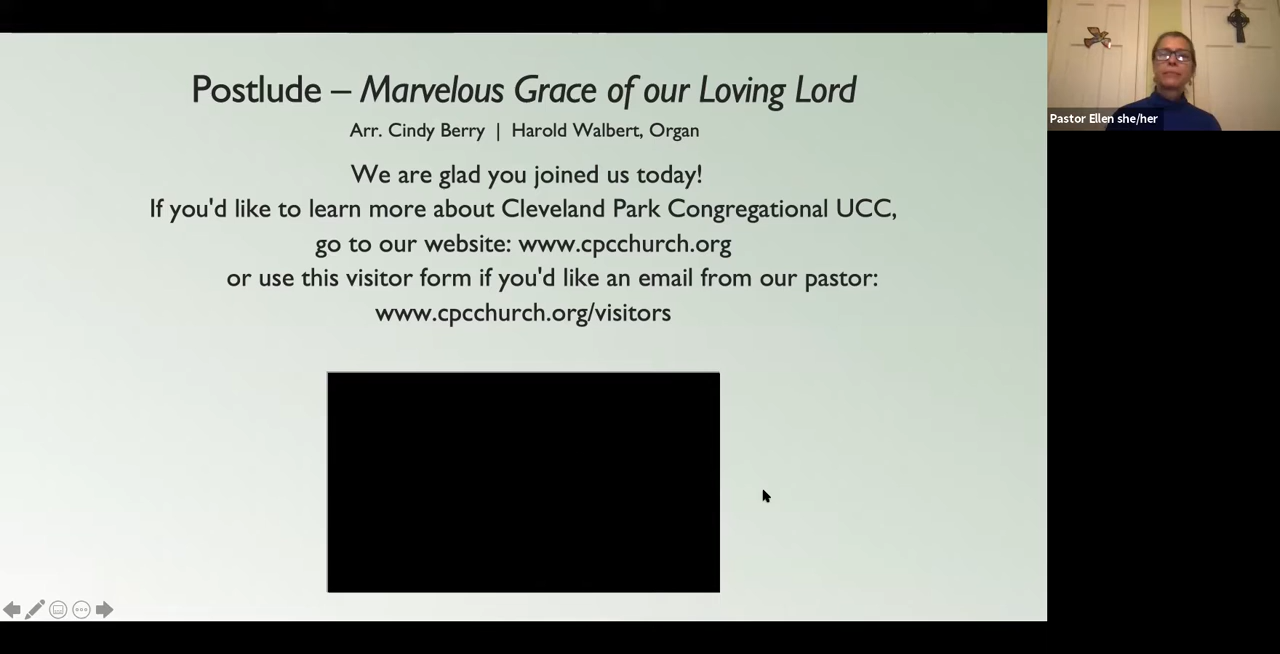 Postlude – Marvelous Grace of our Loving Lord
Arr. Cindy Berry | Harold Walbert, Organ
We are glad you joined us today!
If you'd like to learn more about Cleveland Park Congregational UCC,
go to our website: www.cpcchurch.org
or use this visitor form if you'd like an email from our pastor:
www.cpcchurch.org/visitors
Pastor Ellen she/her